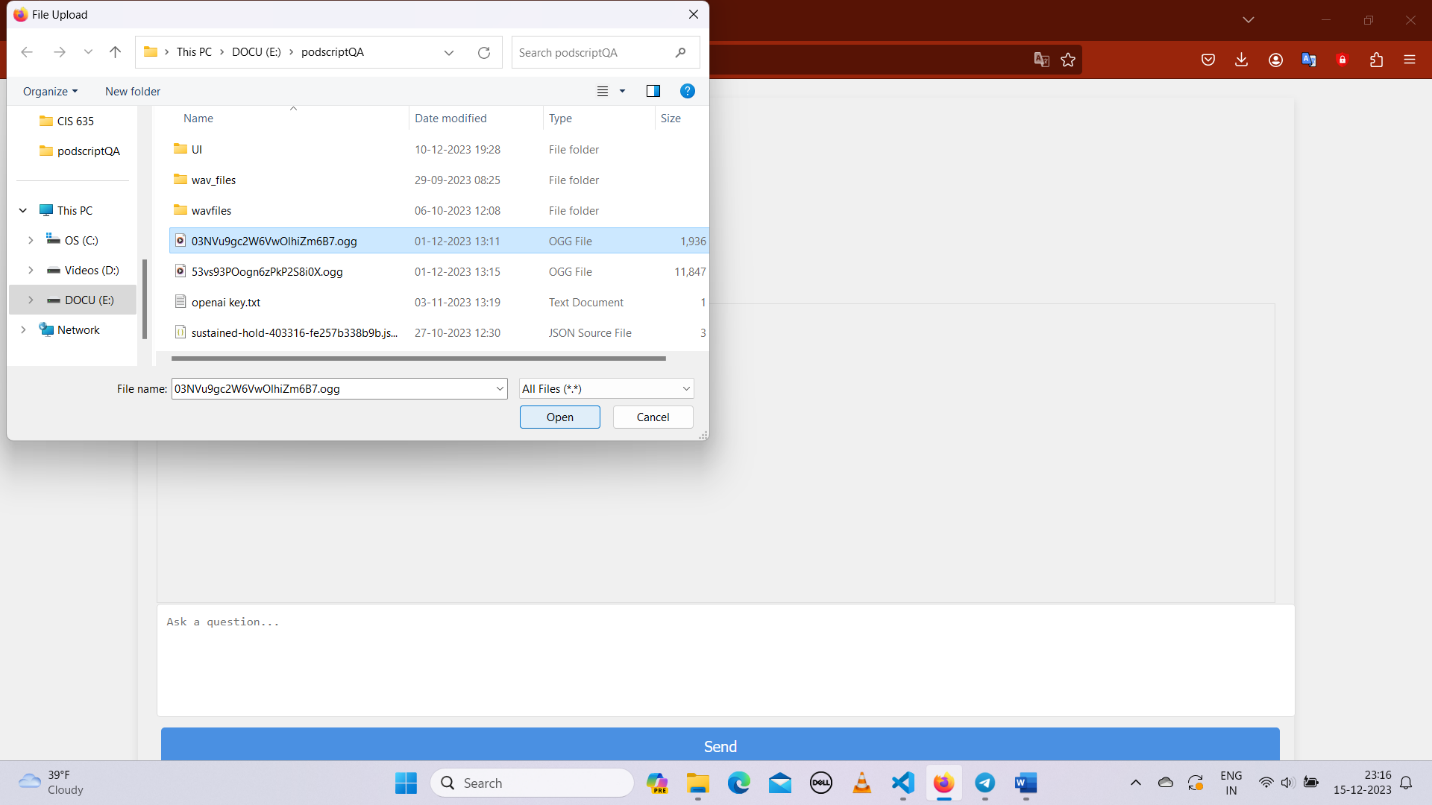 File Upload
This PC > DOCU (E:) > podscriptQA
Search podscriptQA
Organize
New folder
Name Date modified Type Size
CIS 635
podscriptQA
This PC
OS (C:)
Videos (D:)
DOCU (E:)
Network
UI 10-12-2023 19:28 File folder
wav_files 29-09-2023 08:25 File folder
wavfiles 06-10-2023 12:08 File folder
03NVu9gc2W6VwOlhiZm6B7.ogg 01-12-2023 13:11 OGG File 1,936
53vs93POogn6zPkP2S8i0X.ogg 01-12-2023 13:15 OGG File 11,847
openai key.txt 03-11-2023 13:19 Text Document 1
sustained-hold-403316-fe257b338b9b.js... 27-10-2023 12:30 JSON Source File 3
File name: 03NVu9gc2W6VwOlhiZm6B7.ogg All Files (*.*)
Open Cancel
Ask a question...
Send
39°F
Cloudy
Search
PRE
DELL
ENG
IN
23:16
15-12-2023